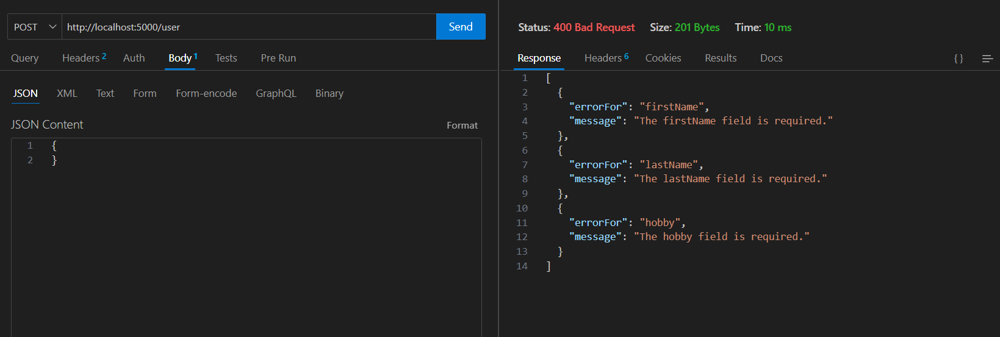 POST http://localhost:5000/user Send
Query Headers 2 Auth Body 1 Tests Pre Run
JSON XML Text Form Form-encode GraphQL Binary
JSON Content Format
1 {
2 }
Status: 400 Bad Request Size: 201 Bytes Time: 10 ms
Response Headers 6 Cookies Results Docs { }
1 [
2 {
3 "errorFor": "firstName",
4 "message": "The firstName field is required."
5 },
6 {
7 "errorFor": "lastName",
8 "message": "The lastName field is required."
9 },
10 {
11 "errorFor": "hobby",
12 "message": "The hobby field is required."
13 }
14 ]